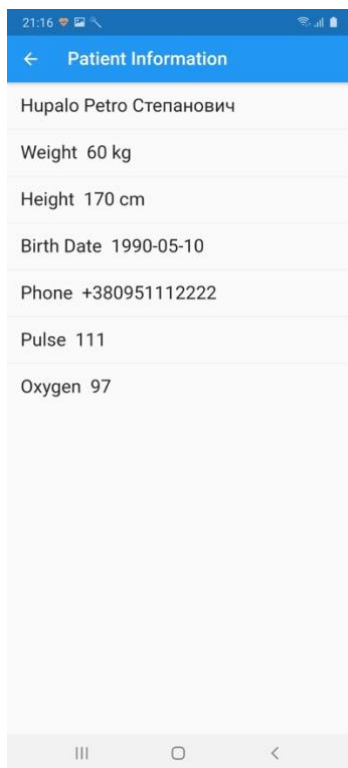 21:16
Patient Information
Hupalo Petro Степанович
Weight 60 kg
Height 170 cm
Birth Date 1990-05-10
Phone +380951112222
Pulse 111
Oxygen 97